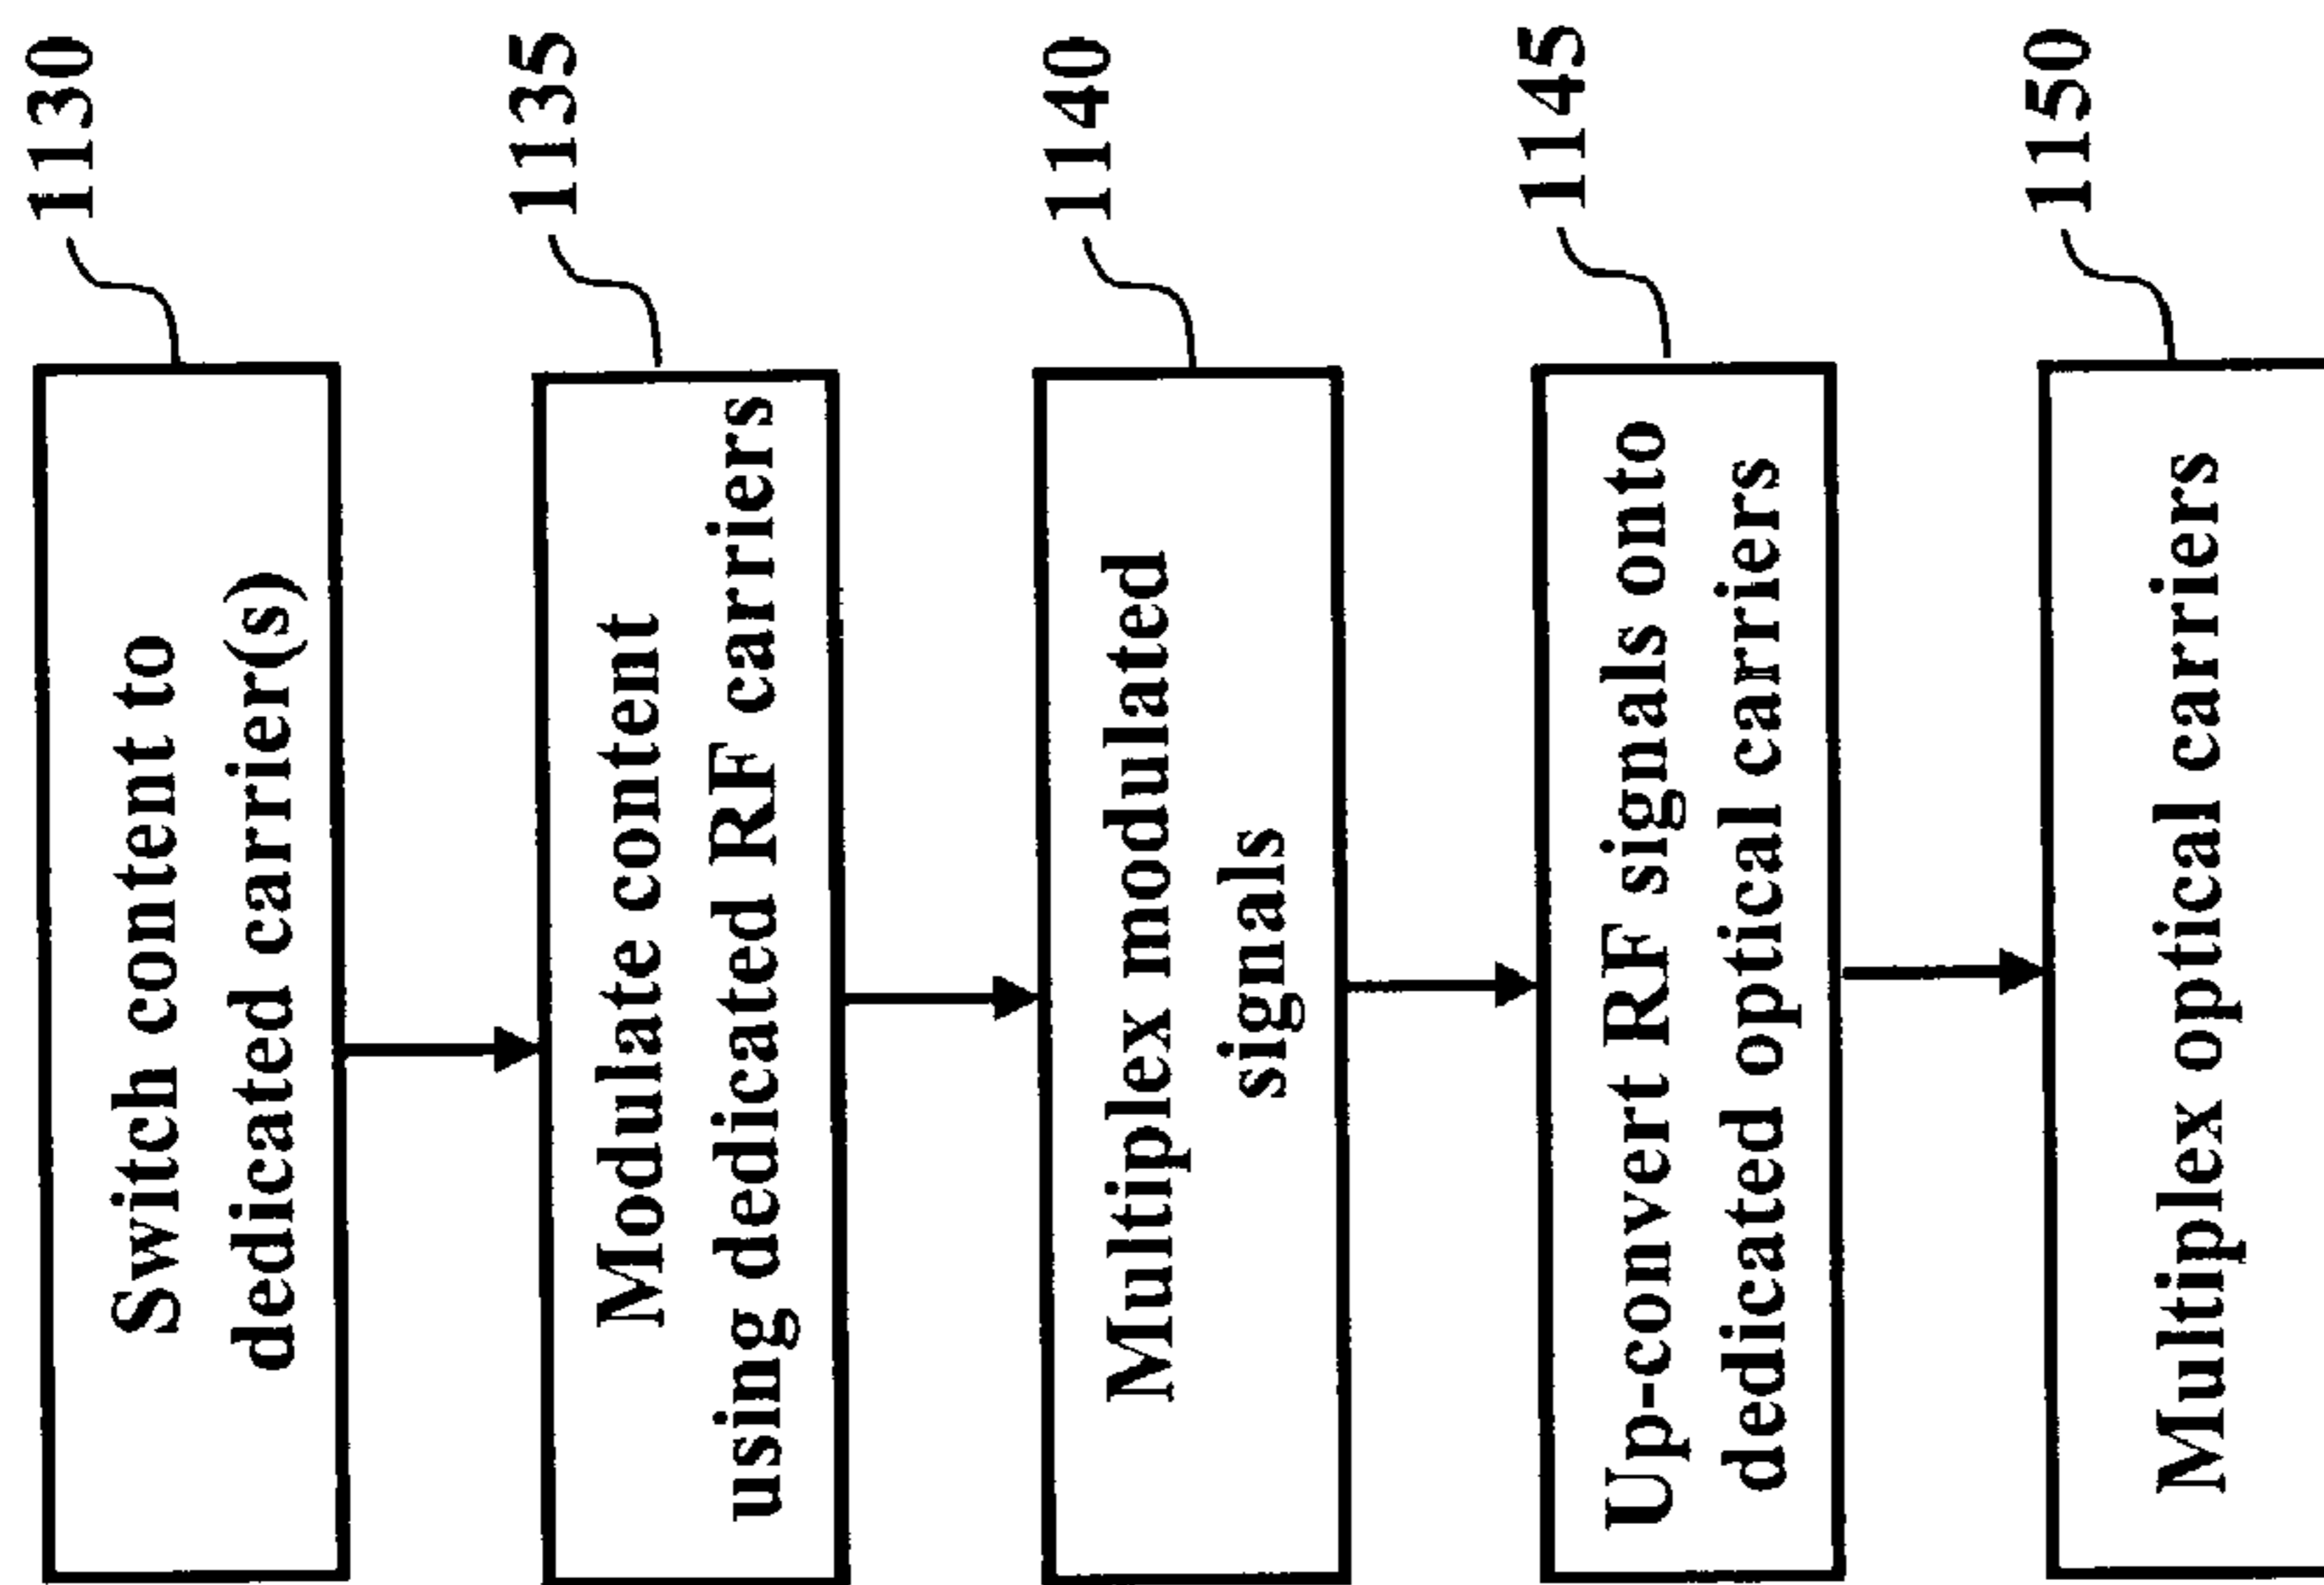 1130
Switch content to
dedicated carrier(s)
1135
Modulate content
using dedicated RF carriers
1140
Multiplex modulated
signals
1145
Up-convert RF signals onto
dedicated optical carriers
1150
Multiplex optical carriers